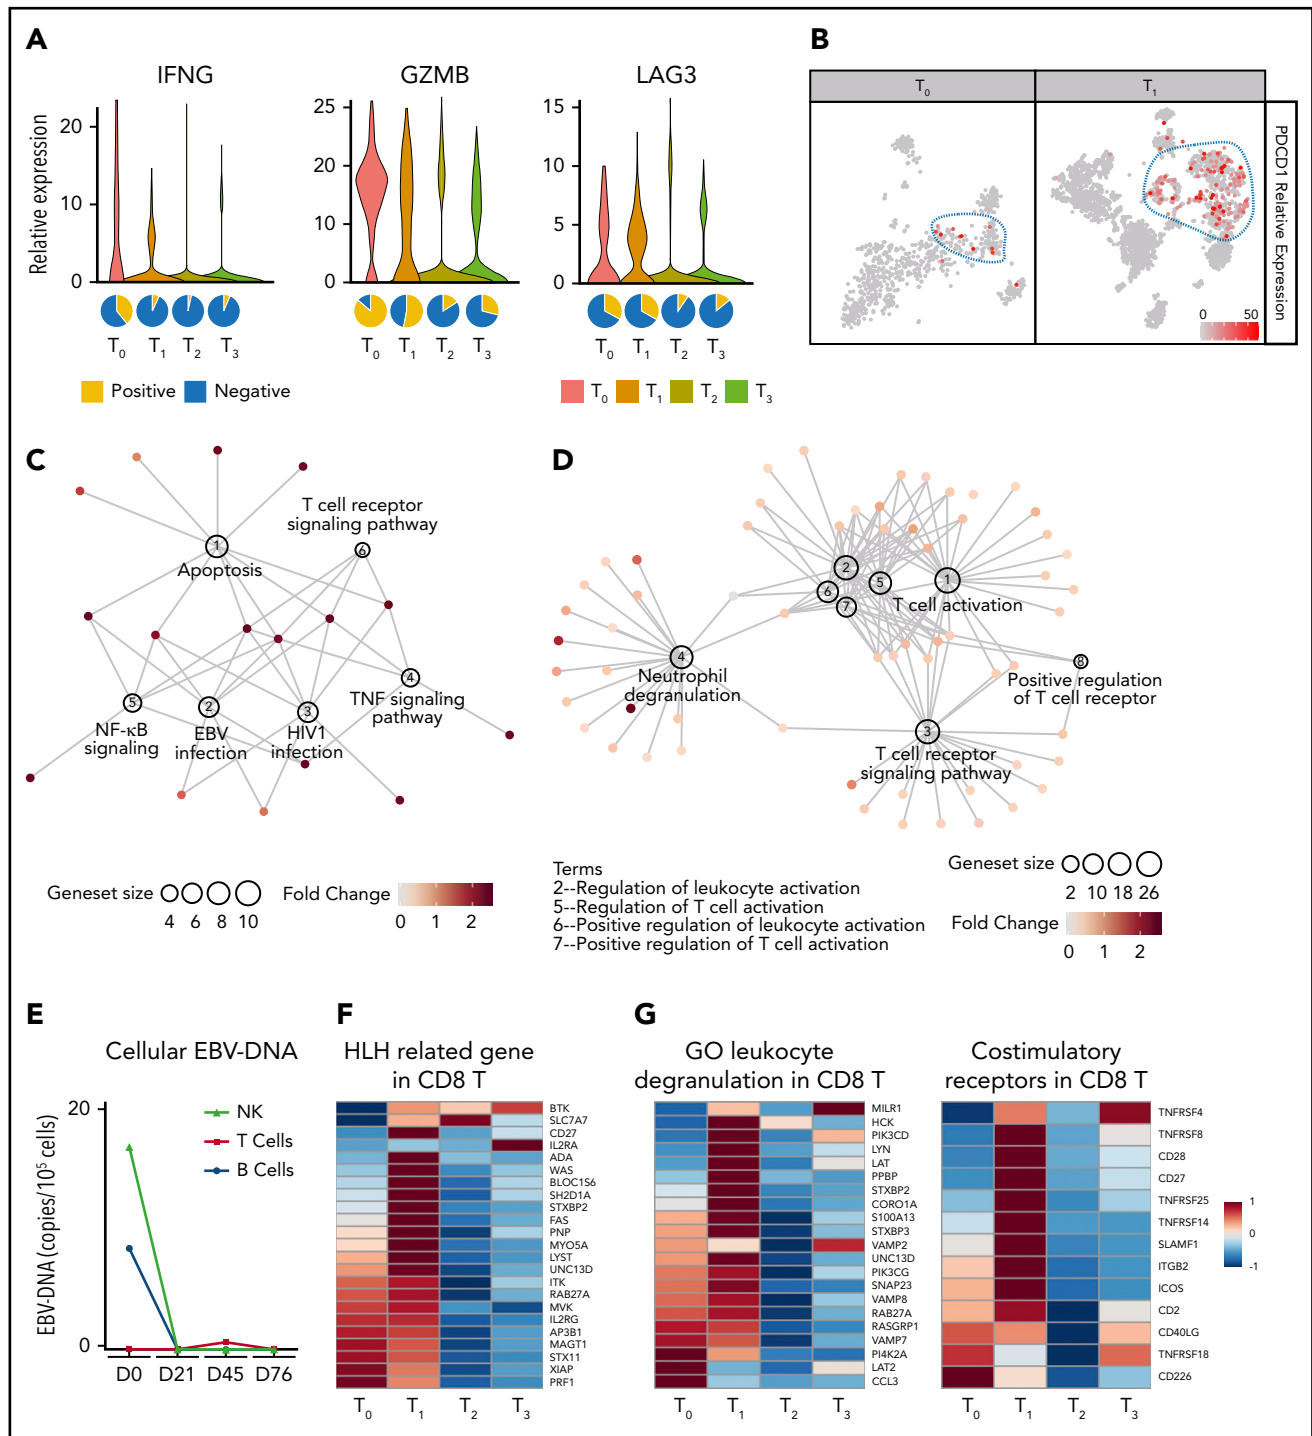 A
IFNG
GZMB
LAG3
Relative expression
20
10
0
25
20
10
0
15
10
5
0
T0
T1
T2
T3
T0
T1
T2
T3
T0
T1
T2
T3
Positive
Negative
T0
T1
T2
T3
B
T0
T1
PDCD1 Relative Expression
0
50
C
T cell receptor
signaling pathway
1
6
Apoptosis
4
TNF signaling
pathway
5
2
3
NF-κB
signaling
EBV
infection
HIV1
infection
Geneset size
4
6
8
10
Fold Change
0
1
2
D
2
5
1
6
7
T cell activation
4
Neutrophil
degranulation
8
Positive regulation
of T cell receptor
3
T cell receptor
signaling pathway
Terms
2--Regulation of leukocyte activation
5--Regulation of T cell activation
6--Positive regulation of leukocyte activation
7--Positive regulation of T cell activation
Geneset size
2
10
18
26
Fold Change
0
1
2
E
Cellular EBV-DNA
EBV-DNA (copies/10⁵ cells)
20
0
NK
T Cells
B Cells
D0
D21
D45
D76
F
HLH related gene
in CD8 T
BTK
SLC7A7
CD27
IL2RA
ADA
WAS
BLOC1S6
SH2D1A
STXBP2
FAS
PNP
MYO5A
LYST
UNC13D
ITK
RAB27A
MVK
IL2RG
AP3B1
MAGT1
STX11
XIAP
PRF1
T0
T1
T2
T3
G
GO leukocyte
degranulation in CD8 T
MILR1
HCK
PIK3CD
LYN
LAT
PPBP
STXBP2
CORO1A
S100A13
STXBP3
VAMP2
UNC13D
PIK3CG
SNAP23
VAMP8
RAB27A
RASGRP1
VAMP7
PI4K2A
LAT2
CCL3
T0
T1
T2
T3
Costimulatory
receptors in CD8 T
TNFRSF4
TNFRSF8
CD28
CD27
TNFRSF25
TNFRSF14
SLAMF1
ITGB2
ICOS
CD2
CD40LG
TNFRSF18
CD226
T0
T1
T2
T3
1
0
-1